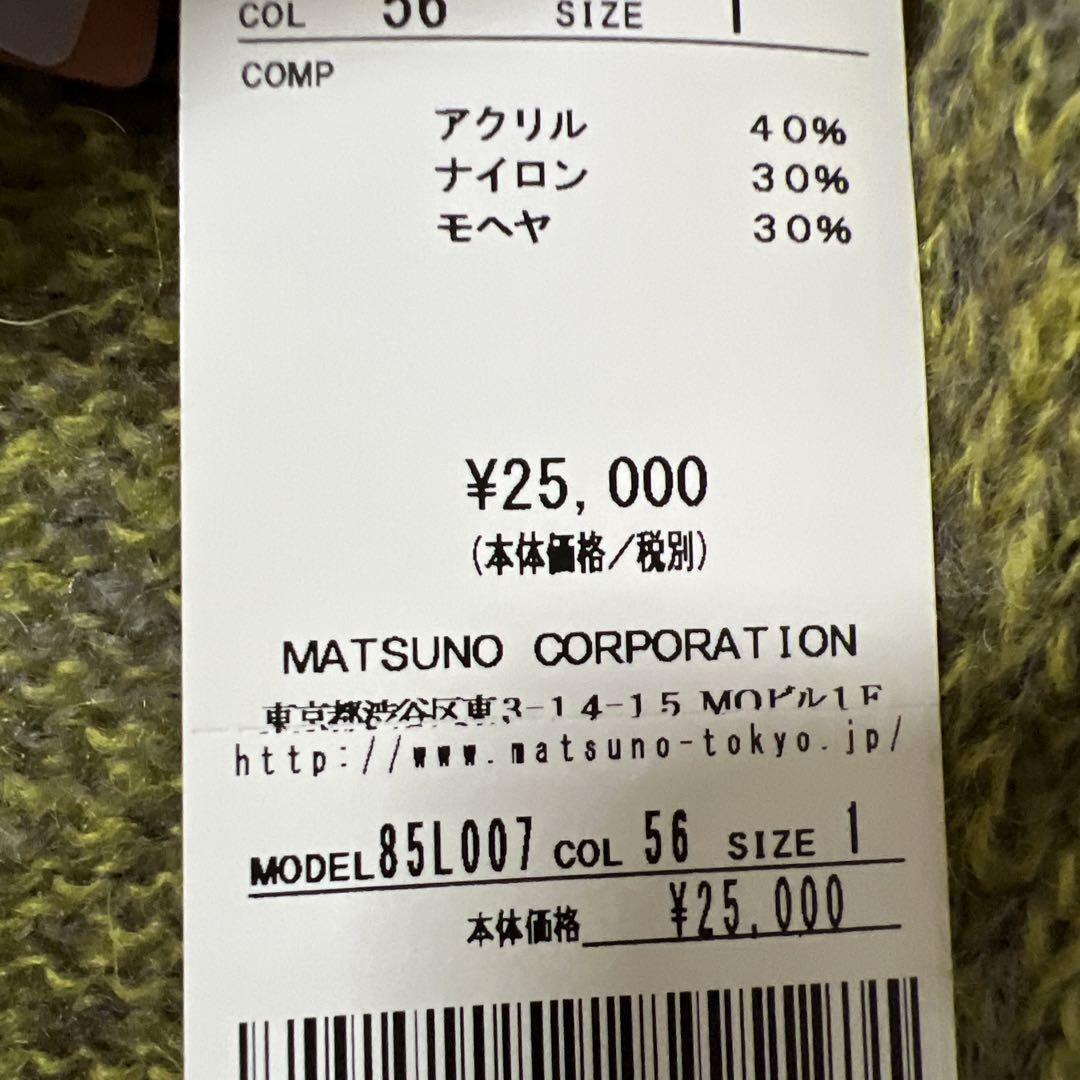 COL 56 SIZE 1
COMP
アクリル 40%
ナイロン 30%
モヘヤ 30%
¥25,000
(本体価格/税別)
MATSUNO CORPORATION
東京都渋谷区東3-14-15 MOビル1F
http://www.matsuno-tokyo.jp/
MODEL 85L007 COL 56 SIZE 1
本体価格 ¥25,000